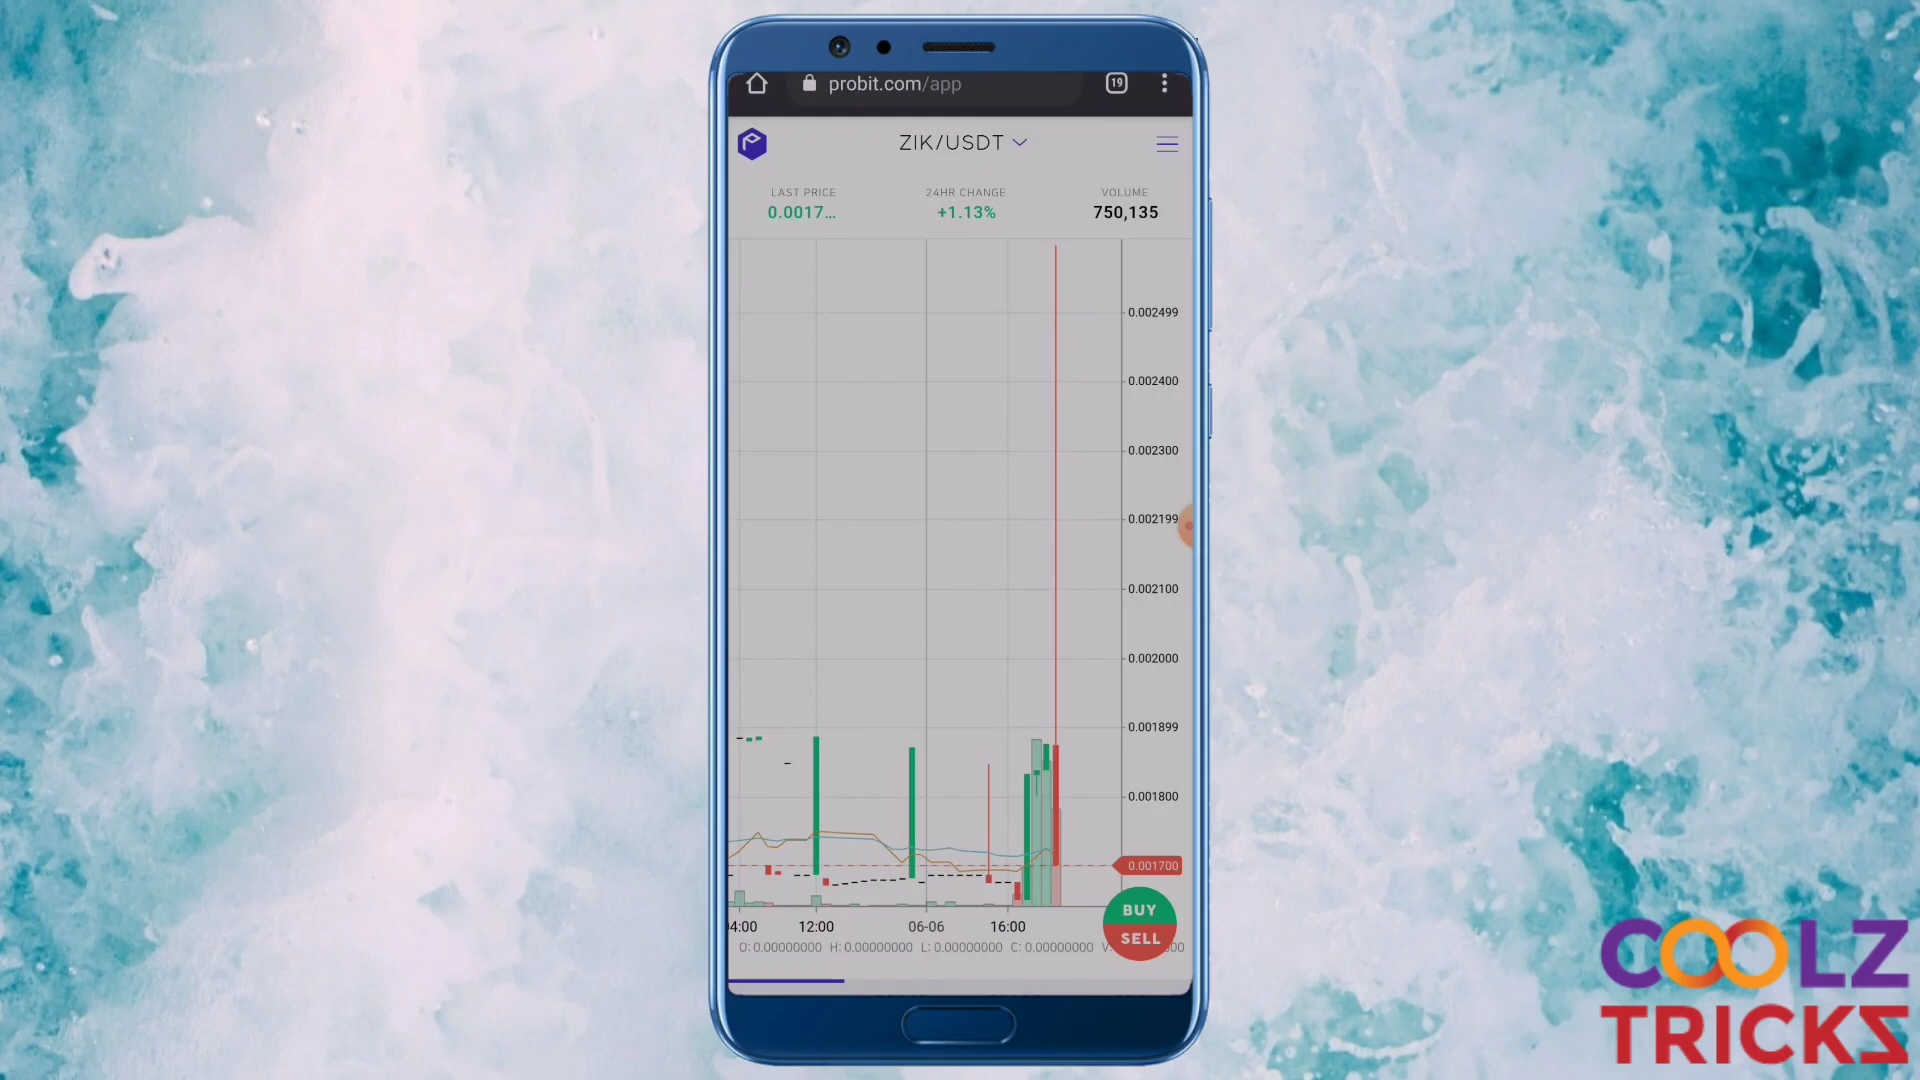 probit.com/app
19
ZIK/USDT
LAST PRICE 24HR CHANGE VOLUME
0.0017... +1.13% 750,135
0.002499
0.002400
0.002300
0.002199
0.002100
0.002000
0.001899
0.001800
0.001700
BUY
SELL
4:00 12:00 06-06 16:00
O: 0.00000000 H: 0.00000000 L: 0.00000000 C: 0.00000000 V:
COOLZ
TRICKS